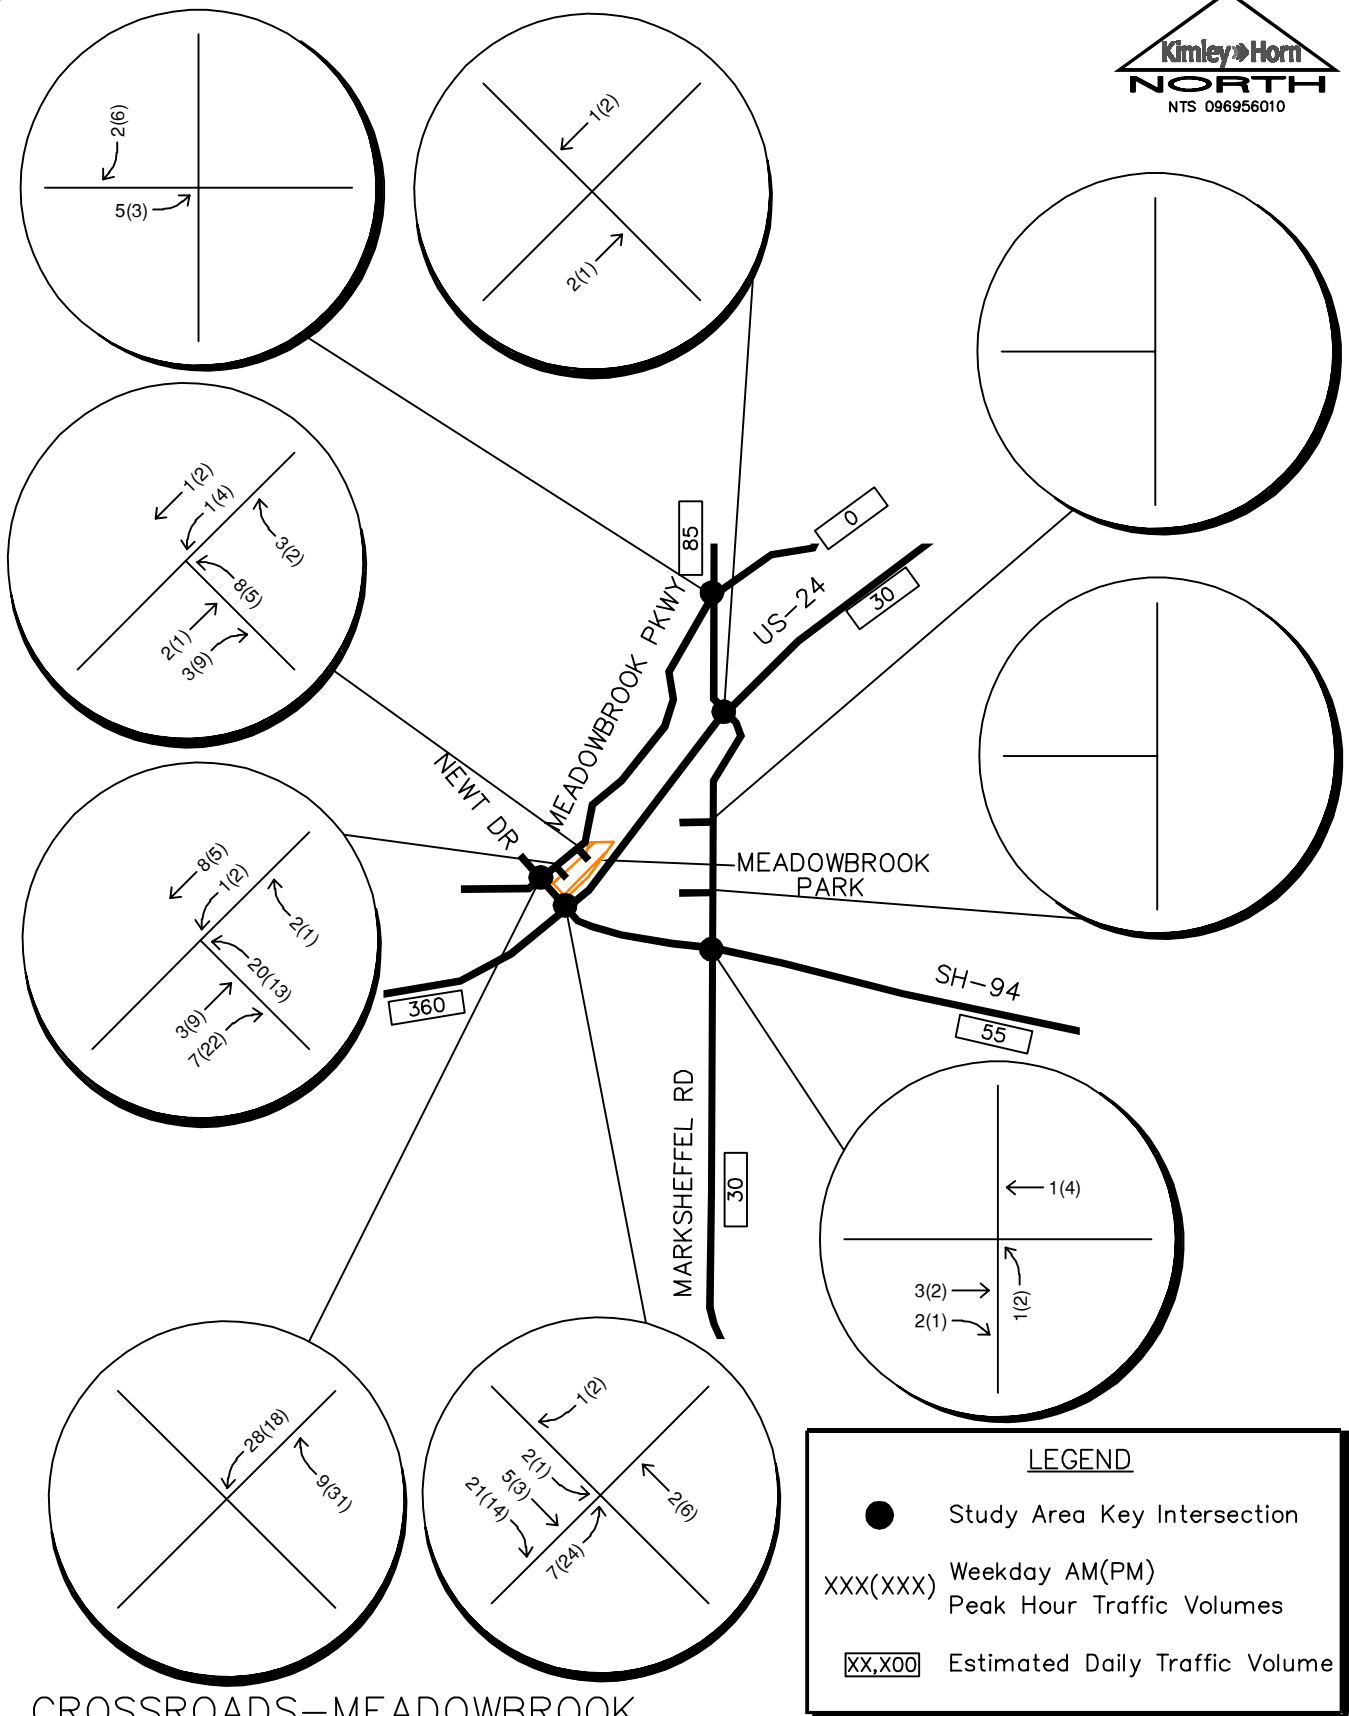 Kimley»Horn
NORTH
NTS 096956010
2(6)
5(3)
1(2)
2(1)
1(2)
1(4)
3(2)
8(5)
2(1)
3(9)
85
0
30
US-24
MEADOWBROOK PKWY
NEWT DR
MEADOWBROOK
PARK
8(5)
1(2)
2(1)
20(13)
3(9)
7(22)
360
SH-94
55
MARKSHEFFEL RD
30
1(4)
3(2)
2(1)
1(2)
28(18)
9(31)
1(2)
2(1)
5(3)
21(14)
2(6)
7(24)
LEGEND
Study Area Key Intersection
XXX(XXX) Weekday AM(PM)
Peak Hour Traffic Volumes
XX,X00 Estimated Daily Traffic Volume
CROSSROADS-MEADOWBROOK